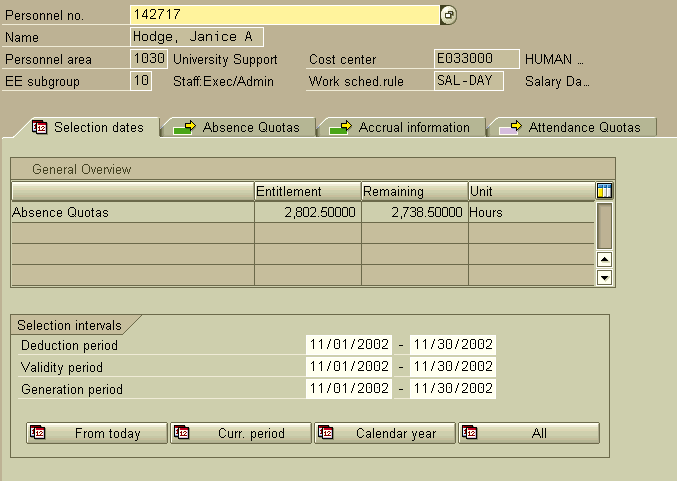 Personnel no. 142717
Name Hodge, Janice A
Personnel area 1030 University Support Cost center E033000 HUMAN ...
EE subgroup 10 Staff:Exec/Admin Work sched.rule SAL-DAY Salary Da...
Selection dates Absence Quotas Accrual information Attendance Quotas
General Overview
Entitlement Remaining Unit
Absence Quotas 2,802.50000 2,738.50000 Hours
Selection intervals
Deduction period 11/01/2002 - 11/30/2002
Validity period 11/01/2002 - 11/30/2002
Generation period 11/01/2002 - 11/30/2002
From today Curr. period Calendar year All